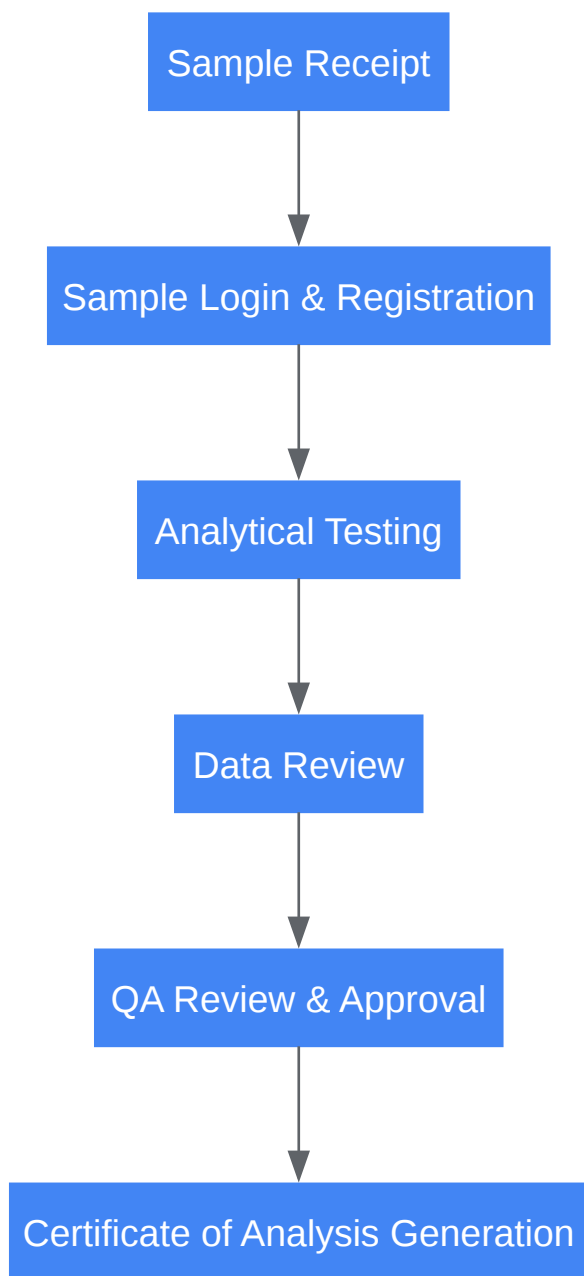 Sample Receipt
Sample Login & Registration
Analytical Testing
Data Review
QA Review & Approval
Certificate of Analysis Generation